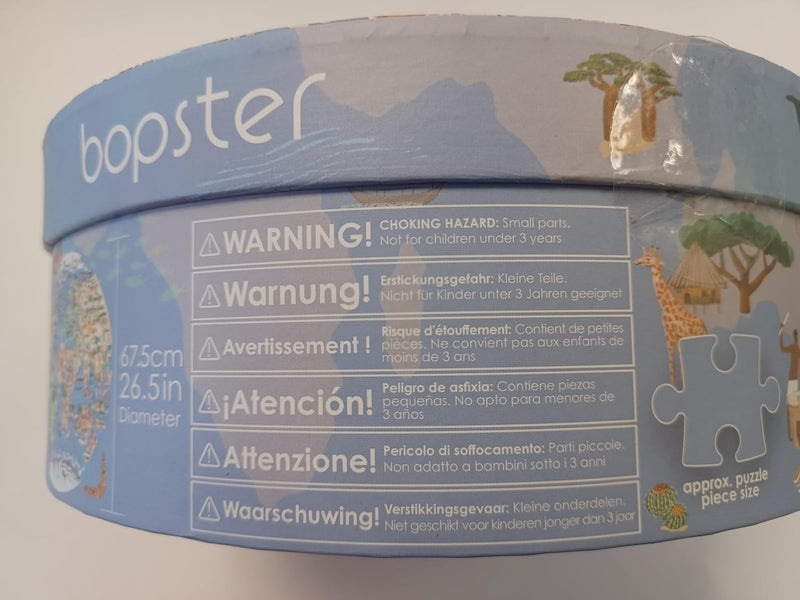 bopster
67.5cm
26.5in
Diameter
WARNING!
CHOKING HAZARD: Small parts.
Not for children under 3 years
Warnung!
Erstickungsgefahr: Kleine Teile.
Nicht für Kinder unter 3 Jahren geeignet
Avertissement !
Risque d'étouffement: Contient de petites
pièces. Ne convient pas aux enfants de
moins de 3 ans
¡Atención!
Peligro de asfixia: Contiene piezas
pequeñas. No apto para menores de
3 años
Attenzione!
Pericolo di soffocamento: Parti piccole.
Non adatto a bambini sotto i 3 anni
Waarschuwing!
Verstikkingsgevaar: Kleine onderdelen.
Niet geschikt voor kinderen jonger dan 3 jaar
approx. puzzle
piece size